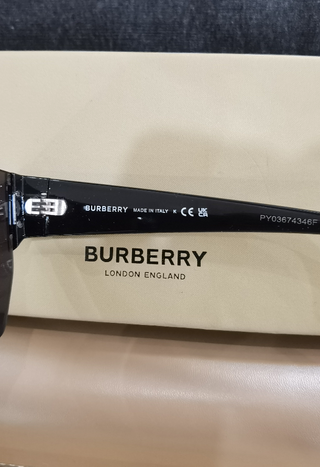 BURBERRY MADE IN ITALY X CE UK CA
PY03674346F
BURBERRY
LONDON ENGLAND